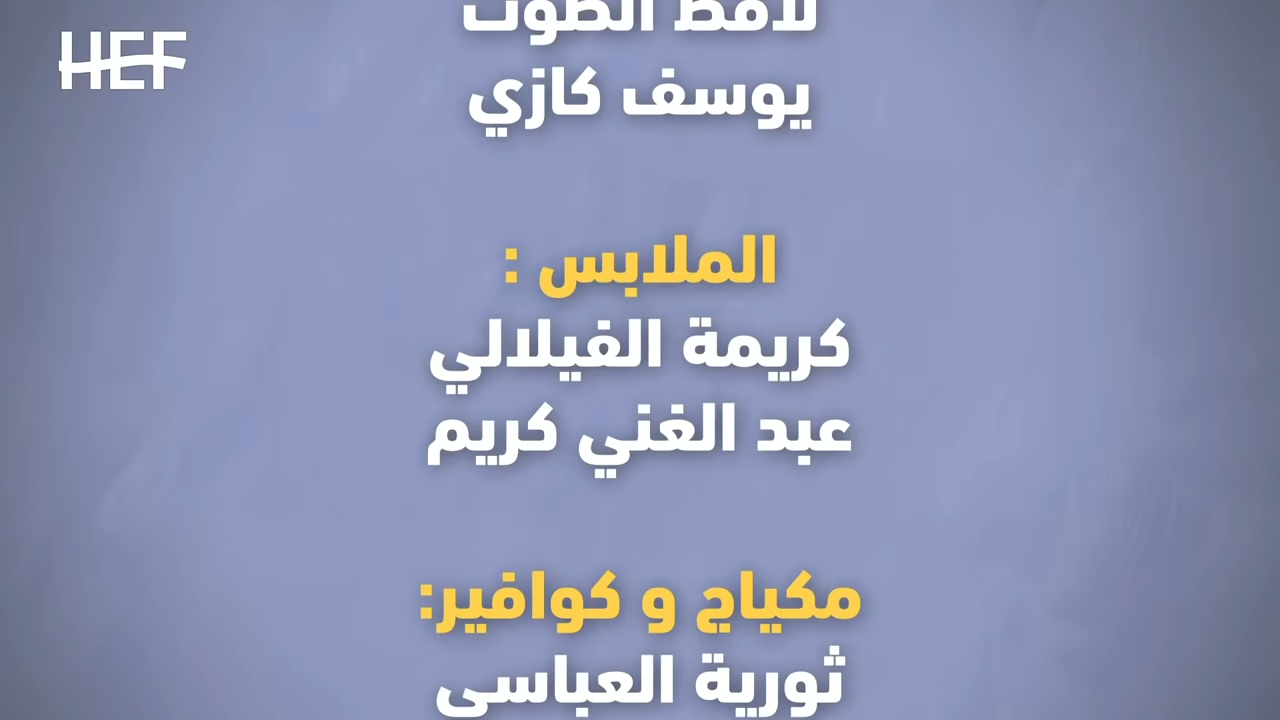 HEF
لاقط الصوت
يوسف كازي
الملابس :
كريمة الفيلالي
عبد الغني كريم
مكياج و كوافير:
ثورية العباسي